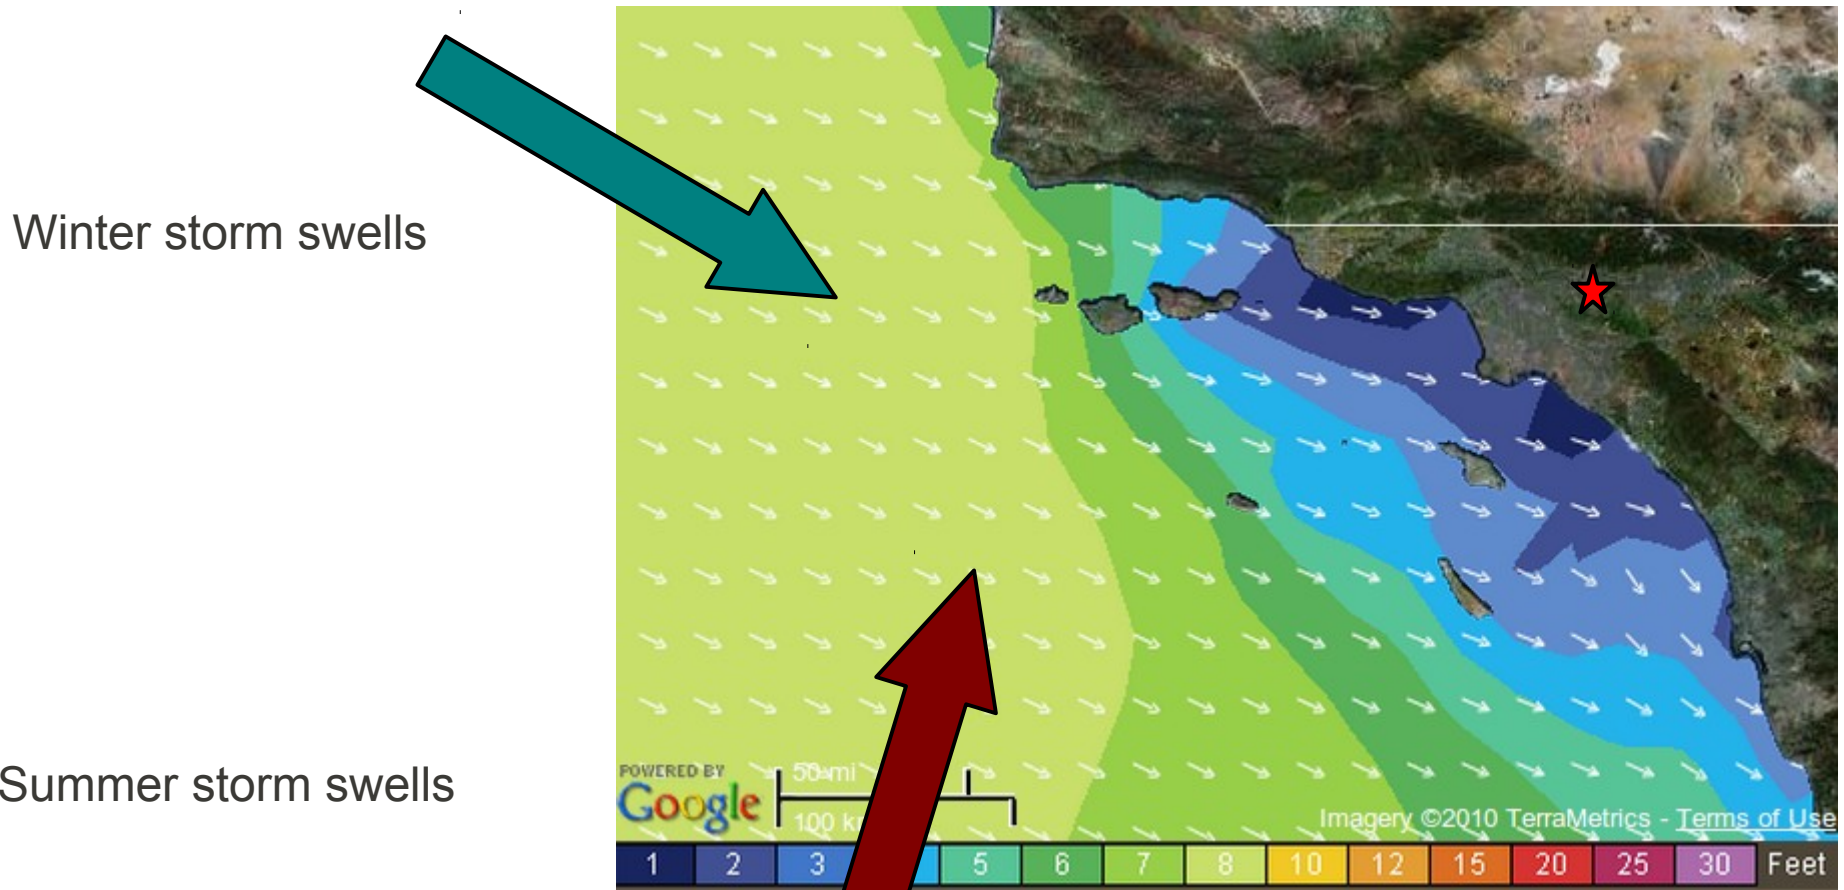 Winter storm swells
Summer storm swells
POWERED BY
Google
50 mi
100 k
Imagery ©2010 TerraMetrics - Terms of Use
1 2 3 5 6 7 8 10 12 15 20 25 30 Feet